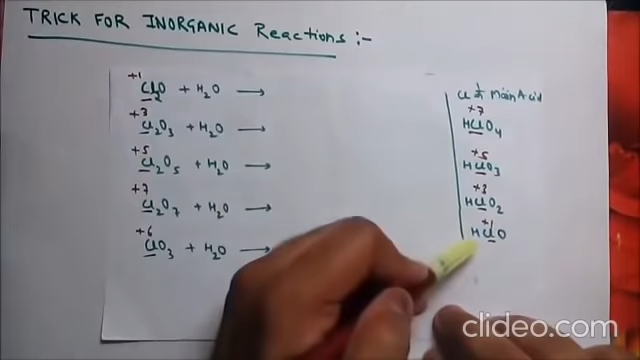 TRICK FOR INORGANIC Reactions :-
+1
Cl₂O + H₂O ⟶
+3
Cl₂O₃ + H₂O ⟶
+5
Cl₂O₅ + H₂O ⟶
+7
Cl₂O₇ + H₂O ⟶
+6
ClO₃ + H₂O ⟶
Cl के Main Acid
+7
HClO₄
+5
HClO₃
+3
HClO₂
+1
HClO
clideo.com